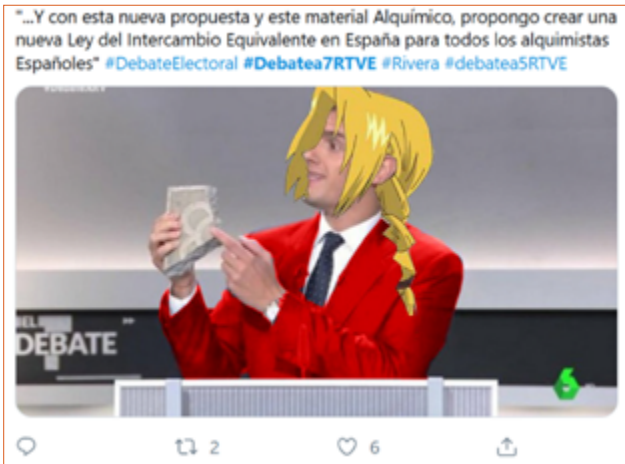 "...Y con esta nueva propuesta y este material Alquímico, propongo crear una
nueva Ley del Intercambio Equivalente en España para todos los alquimistas
Españoles" #DebateElectoral #Debatea7RTVE #Rivera #debatea5RTVE
EL
DEBATE
6
2
6